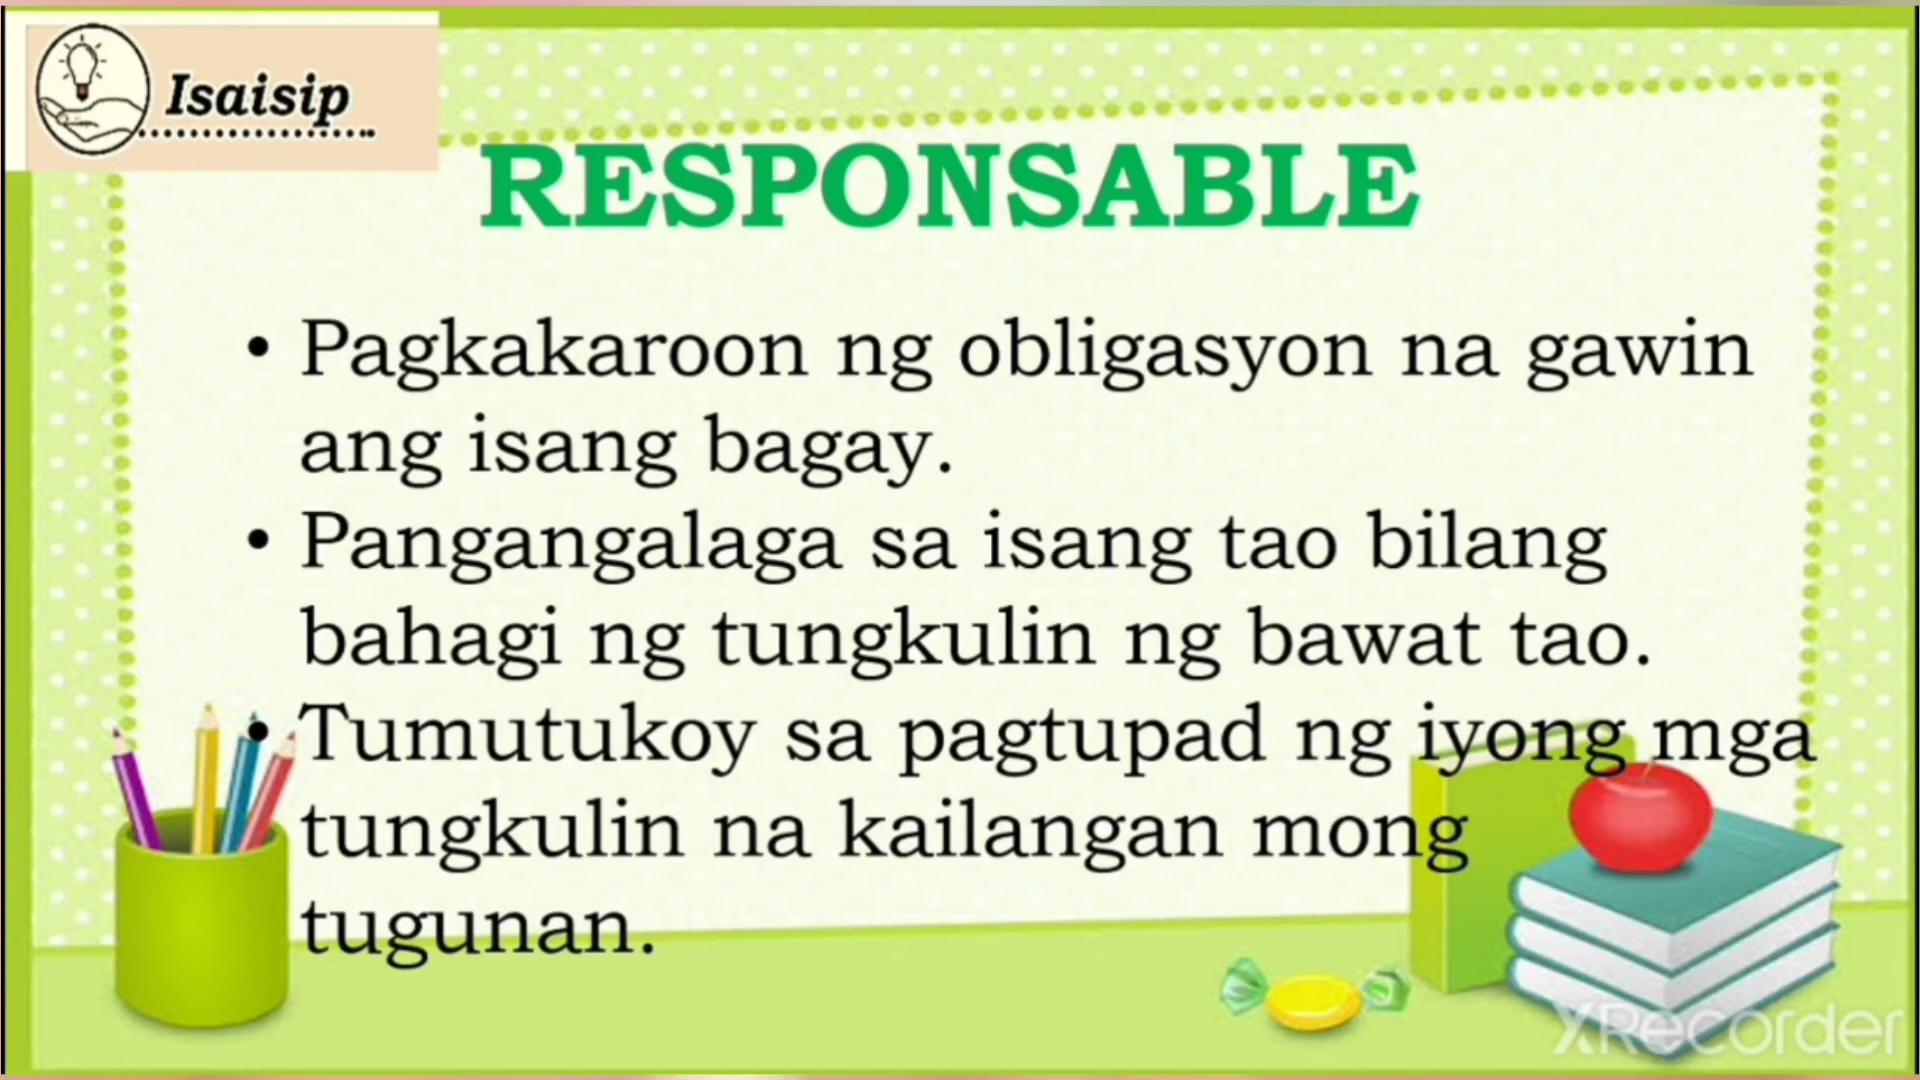 Isaisip
RESPONSABLE
• Pagkakaroon ng obligasyon na gawin
ang isang bagay.
• Pangangalaga sa isang tao bilang
bahagi ng tungkulin ng bawat tao.
• Tumutukoy sa pagtupad ng iyong mga
tungkulin na kailangan mong
tugunan.
XRecorder